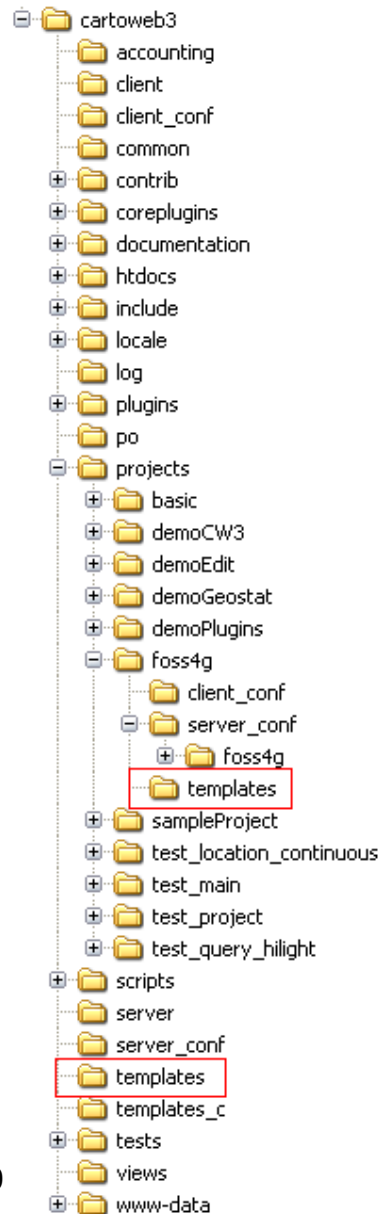 cartoweb3
accounting
client
client_conf
common
contrib
coreplugins
documentation
htdocs
include
locale
log
plugins
po
projects
basic
demoCW3
demoEdit
demoGeostat
demoPlugins
foss4g
client_conf
server_conf
foss4g
templates
sampleProject
test_location_continuous
test_main
test_project
test_query_hilight
scripts
server
server_conf
templates
templates_c
tests
views
www-data